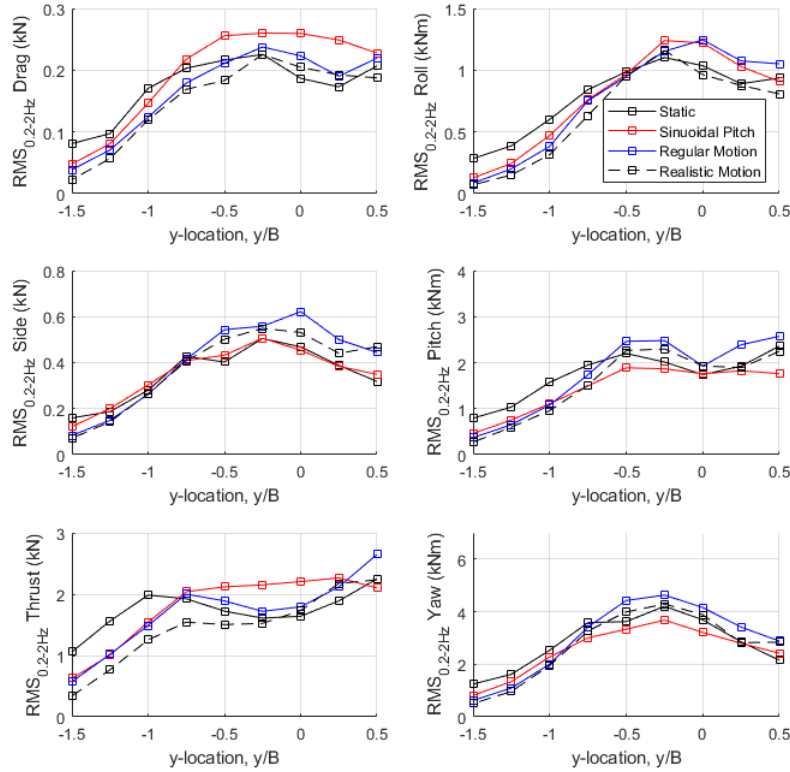 0.3
0.2
0.1
0
RMS0.2-2Hz Drag (kN)
-1.5 -1 -0.5 0 0.5
y-location, y/B
1.5
1
0.5
0
RMS0.2-2Hz Roll (kNm)
Static
Sinuoidal Pitch
Regular Motion
Realistic Motion
-1.5 -1 -0.5 0 0.5
y-location, y/B
0.8
0.6
0.4
0.2
0
RMS0.2-2Hz Side (kN)
-1.5 -1 -0.5 0 0.5
y-location, y/B
4
3
2
1
0
RMS0.2-2Hz Pitch (kNm)
-1.5 -1 -0.5 0 0.5
y-location, y/B
3
2
1
0
RMS0.2-2Hz Thrust (kN)
-1.5 -1 -0.5 0 0.5
y-location, y/B
6
4
2
0
RMS0.2-2Hz Yaw (kNm)
-1.5 -1 -0.5 0 0.5
y-location, y/B